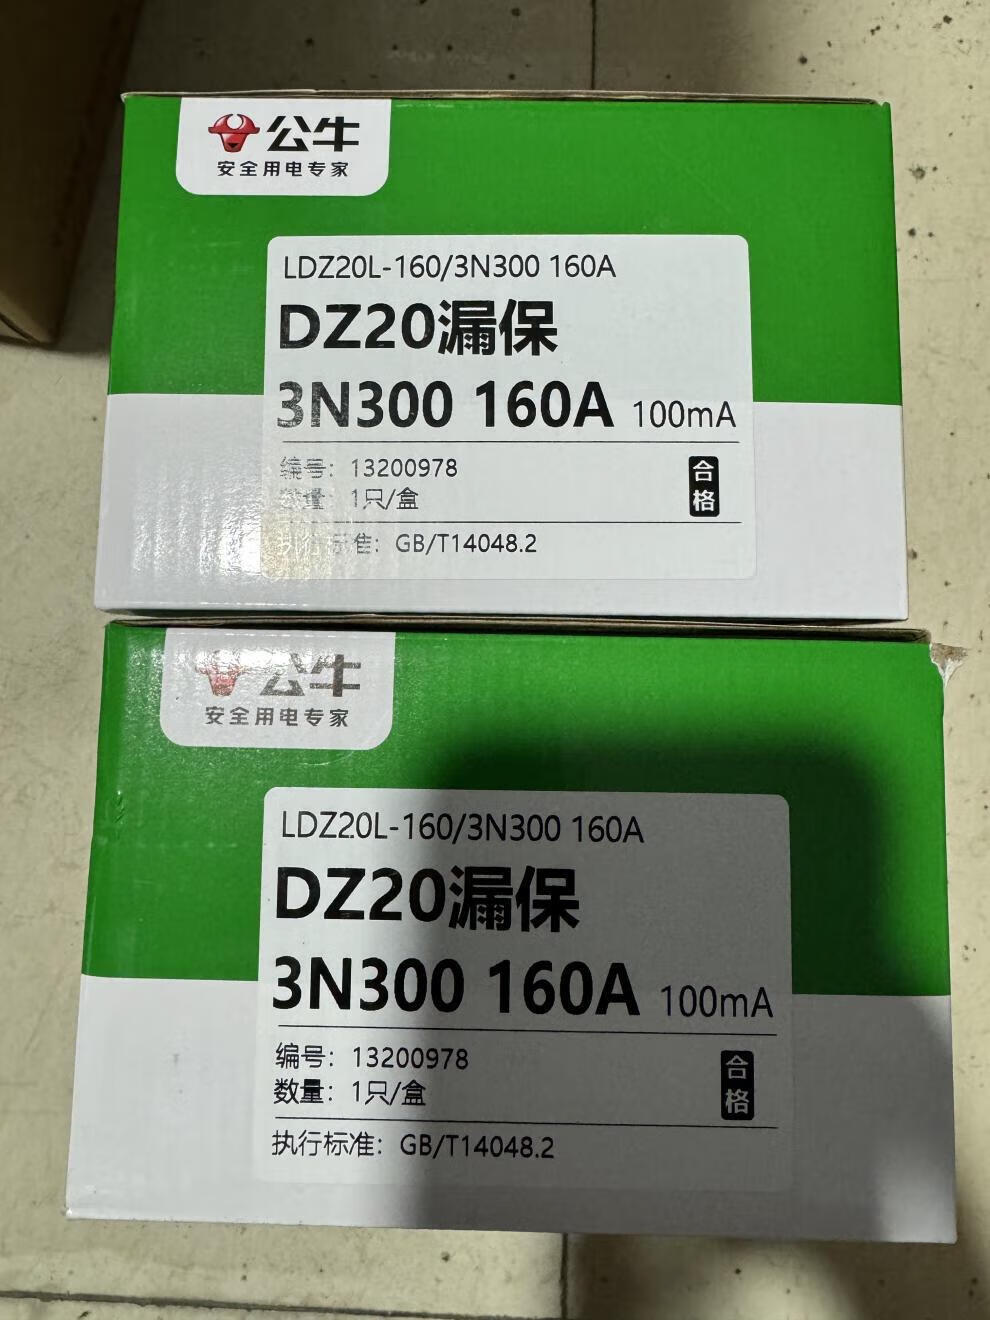 公牛
安全用电专家
LDZ20L-160/3N300 160A
DZ20漏保
3N300 160A 100mA
编号：13200978
数量：1只/盒
合格
执行标准：GB/T14048.2
公牛
安全用电专家
LDZ20L-160/3N300 160A
DZ20漏保
3N300 160A 100mA
编号：13200978
数量：1只/盒
合格
执行标准：GB/T14048.2